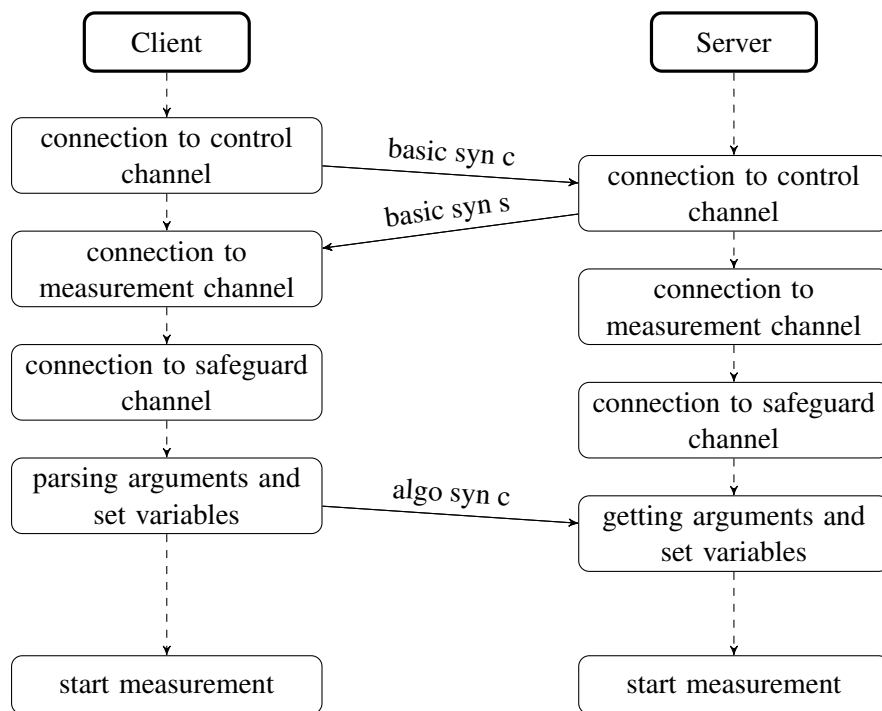 Client
Server
connection to control
channel
basic syn c
connection to control
channel
basic syn s
connection to
measurement channel
connection to
measurement channel
connection to safeguard
channel
connection to safeguard
channel
parsing arguments and
set variables
algo syn c
getting arguments and
set variables
start measurement
start measurement